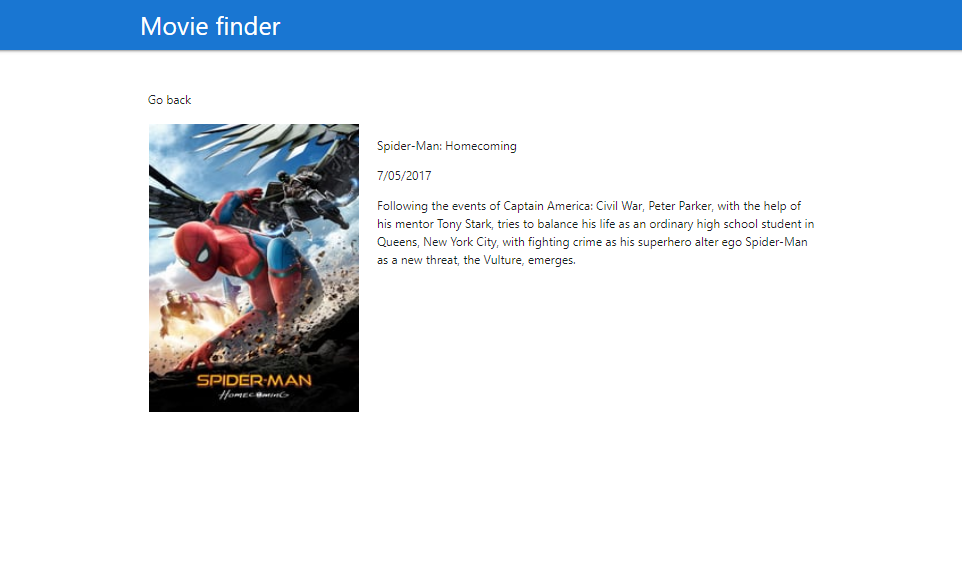 Movie finder
Go back
Spider-Man: Homecoming
7/05/2017
Following the events of Captain America: Civil War, Peter Parker, with the help of
his mentor Tony Stark, tries to balance his life as an ordinary high school student in
Queens, New York City, with fighting crime as his superhero alter ego Spider-Man
as a new threat, the Vulture, emerges.
SPIDER-MAN
HOMECOMING